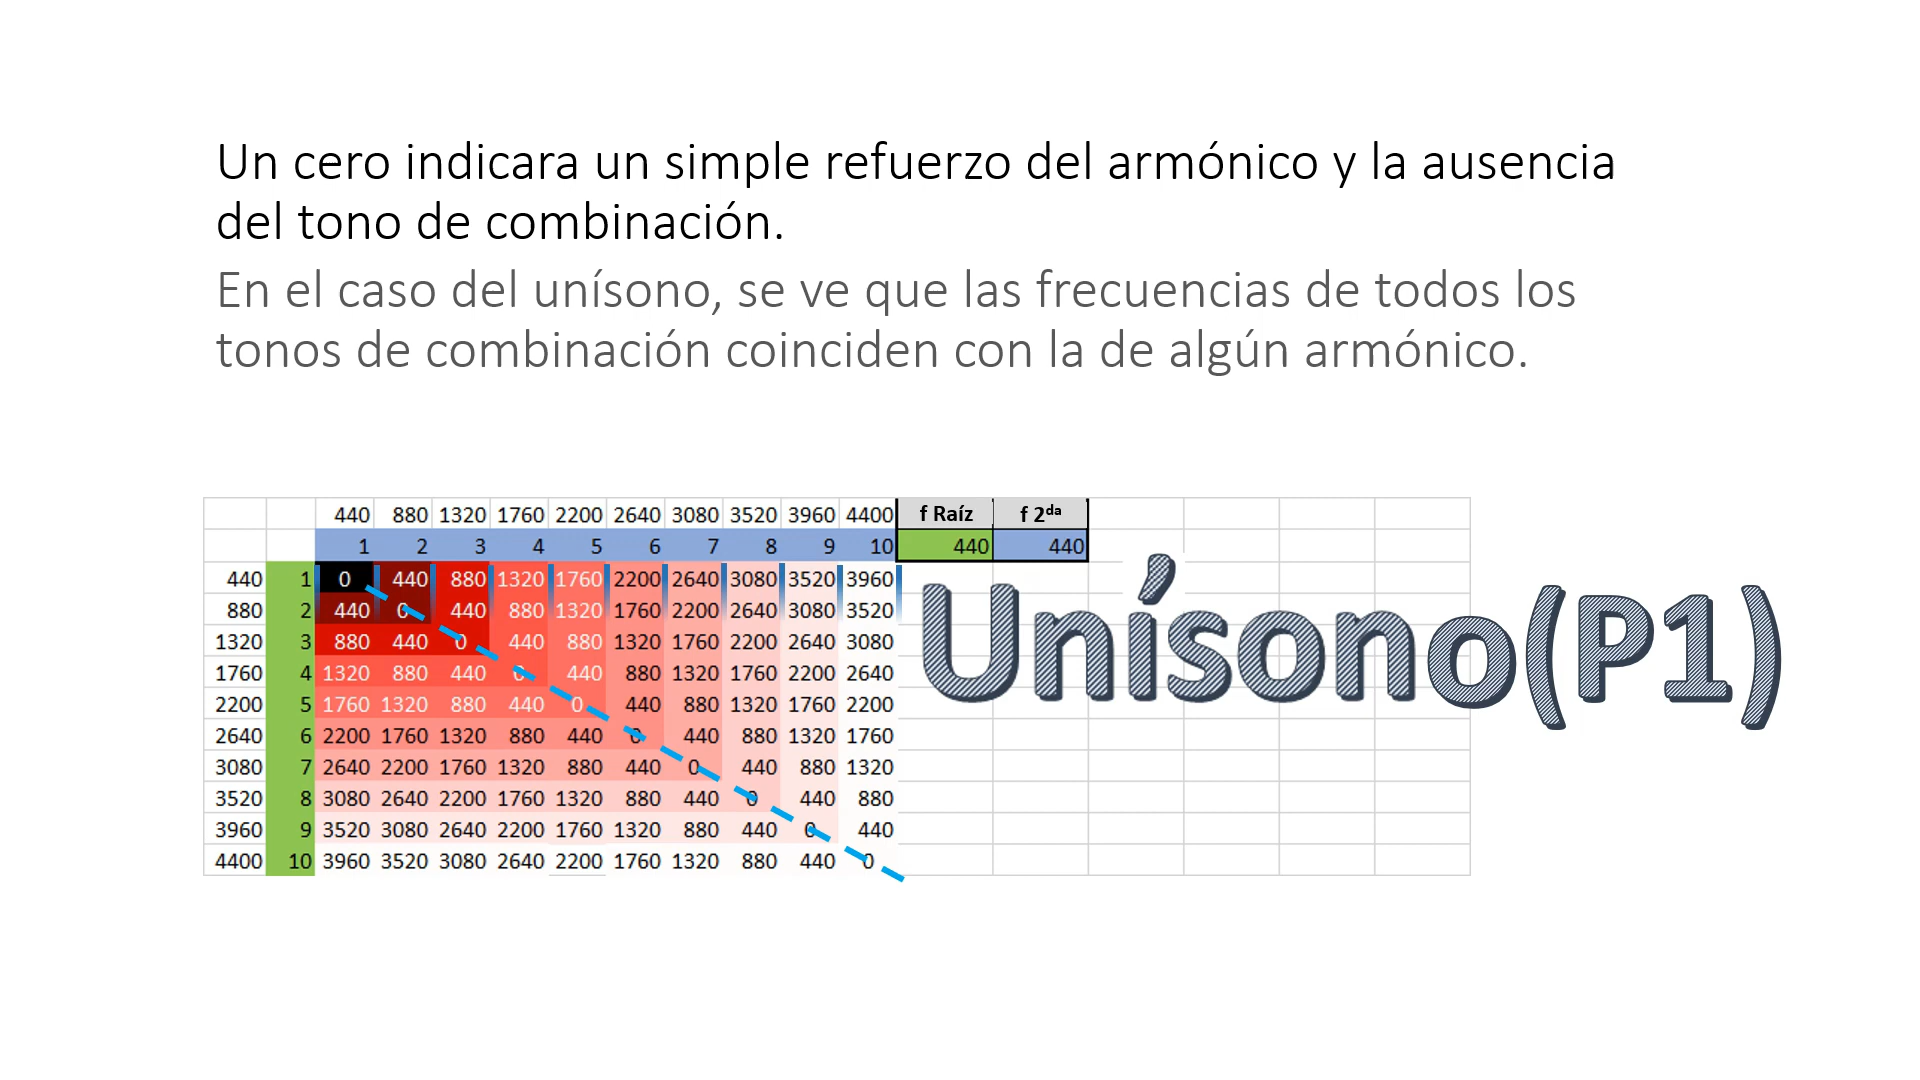 Un cero indicara un simple refuerzo del armónico y la ausencia
del tono de combinación.
En el caso del unísono, se ve que las frecuencias de todos los
tonos de combinación coinciden con la de algún armónico.
440 880 1320 1760 2200 2640 3080 3520 3960 4400 f Raíz f 2da
1 2 3 4 5 6 7 8 9 10 440 440
440 1 0 440 880 1320 1760 2200 2640 3080 3520 3960
880 2 440 0 440 880 1320 1760 2200 2640 3080 3520
1320 3 880 440 0 440 880 1320 1760 2200 2640 3080
1760 4 1320 880 440 0 440 880 1320 1760 2200 2640
2200 5 1760 1320 880 440 0 440 880 1320 1760 2200
2640 6 2200 1760 1320 880 440 0 440 880 1320 1760
3080 7 2640 2200 1760 1320 880 440 0 440 880 1320
3520 8 3080 2640 2200 1760 1320 880 440 0 440 880
3960 9 3520 3080 2640 2200 1760 1320 880 440 0 440
4400 10 3960 3520 3080 2640 2200 1760 1320 880 440 0
Unísono(P1)